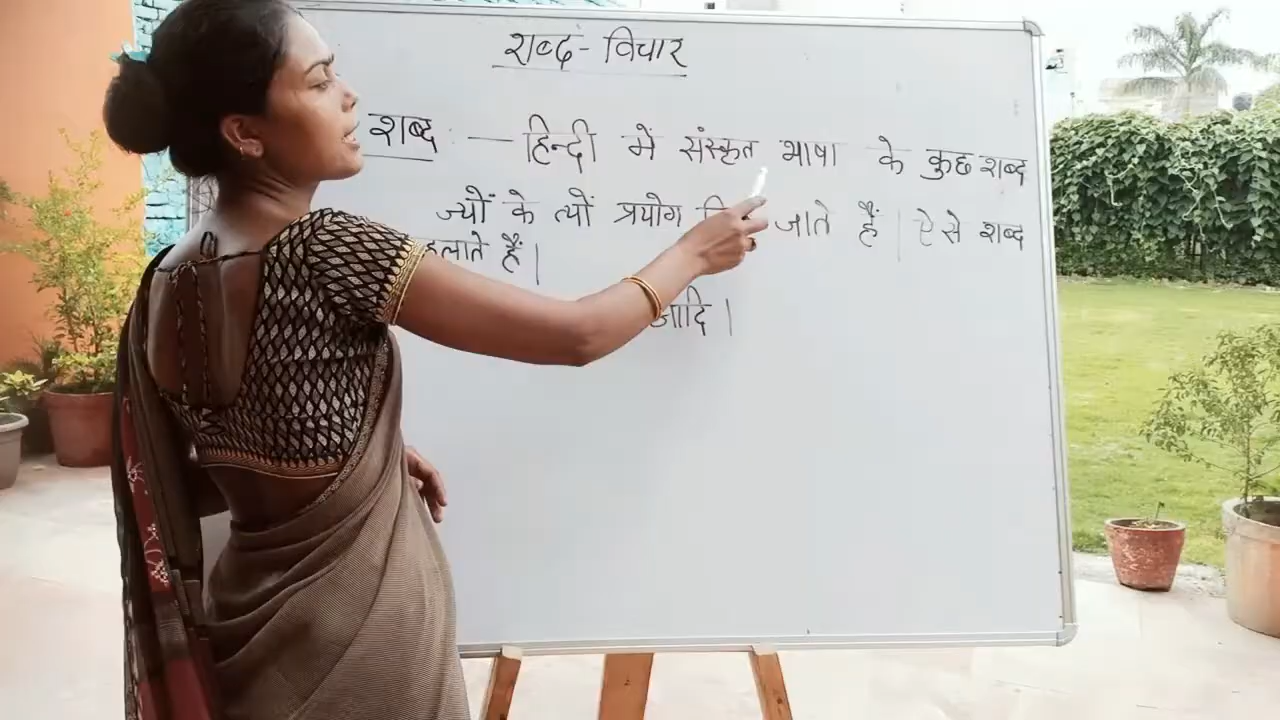 शब्द - विचार
शब्द :— हिन्दी में संस्कृत भाषा के कुछ शब्द
ज्यों के त्यों प्रयोग जाते हैं | ऐसे शब्द
हैं |
आदि |